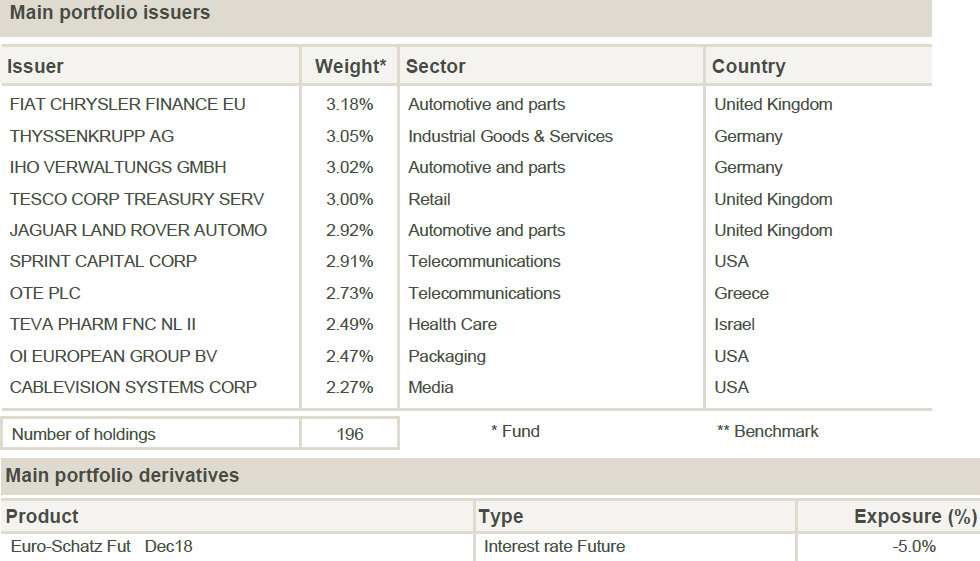 Main portfolio issuers
Issuer Weight* Sector Country
FIAT CHRYSLER FINANCE EU 3.18% Automotive and parts United Kingdom
THYSSENKRUPP AG 3.05% Industrial Goods & Services Germany
IHO VERWALTUNGS GMBH 3.02% Automotive and parts Germany
TESCO CORP TREASURY SERV 3.00% Retail United Kingdom
JAGUAR LAND ROVER AUTOMO 2.92% Automotive and parts United Kingdom
SPRINT CAPITAL CORP 2.91% Telecommunications USA
OTE PLC 2.73% Telecommunications Greece
TEVA PHARM FNC NL II 2.49% Health Care Israel
OI EUROPEAN GROUP BV 2.47% Packaging USA
CABLEVISION SYSTEMS CORP 2.27% Media USA
Number of holdings 196 * Fund ** Benchmark
Main portfolio derivatives
Product Type Exposure (%)
Euro-Schatz Fut Dec18 Interest rate Future -5.0%